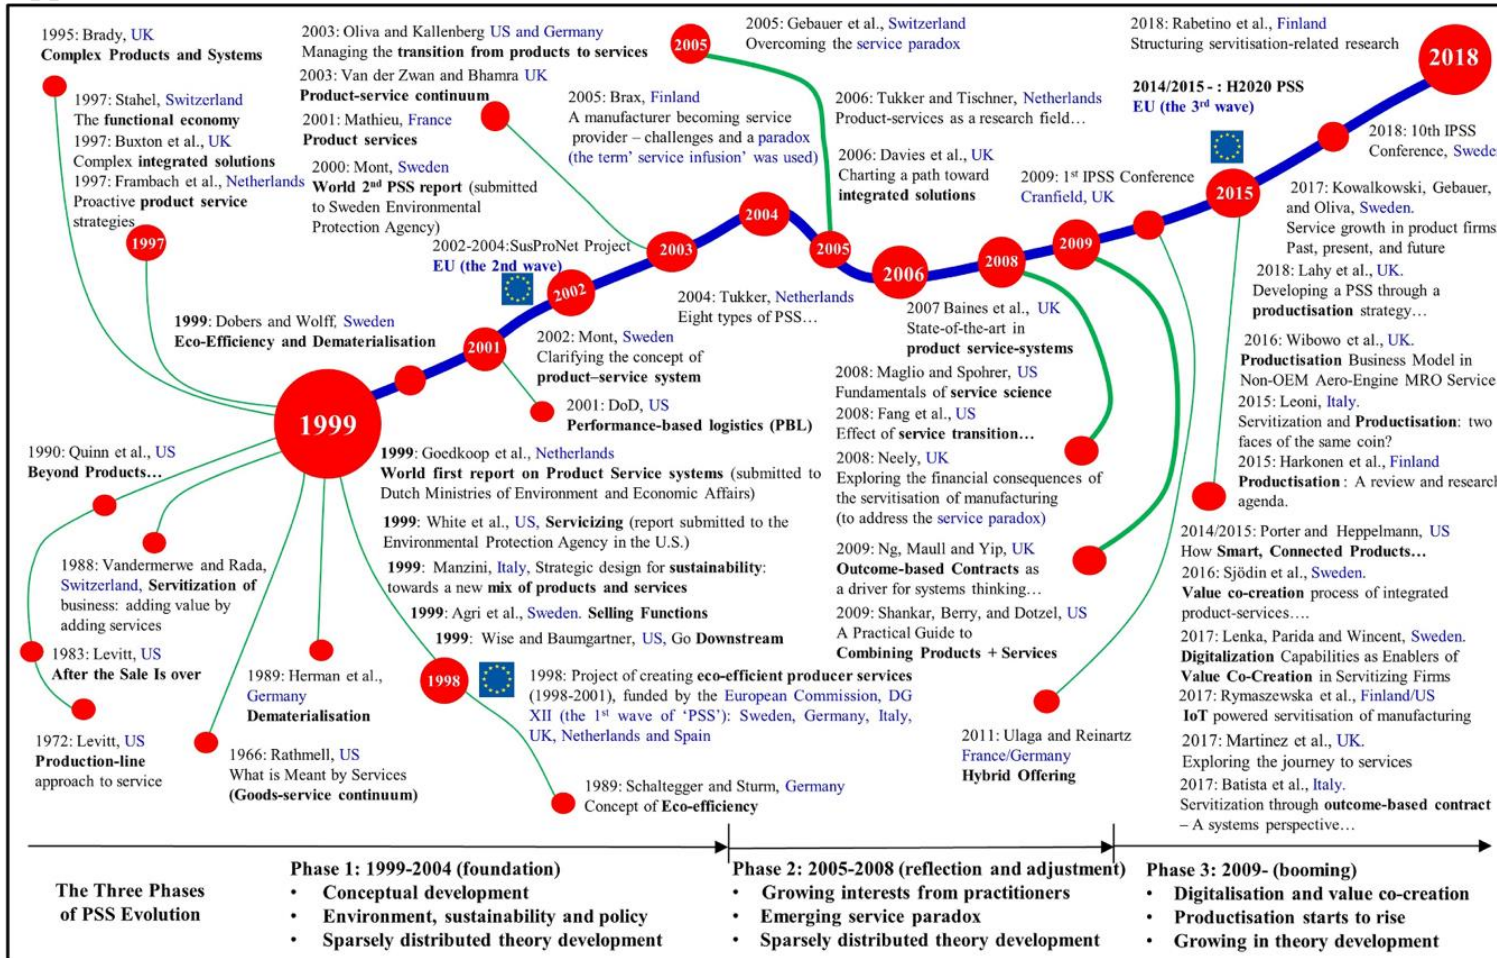 1995: Brady, UK
Complex Products and Systems
1997: Stahel, Switzerland
The functional economy
1997: Buxton et al., UK
Complex integrated solutions
1997: Frambach et al., Netherlands
Proactive product service
strategies
1997
2003: Oliva and Kallenberg US and Germany
Managing the transition from products to services
2003: Van der Zwan and Bhamra UK
Product-service continuum
2001: Mathieu, France
Product services
2000: Mont, Sweden
World 2nd PSS report (submitted
to Sweden Environmental
Protection Agency)
2002-2004:SusProNet Project
EU (the 2nd wave)
2005
2005: Gebauer et al., Switzerland
Overcoming the service paradox
2005: Brax, Finland
A manufacturer becoming service
provider – challenges and a paradox
(the term' service infusion' was used)
2006: Tukker and Tischner, Netherlands
Product-services as a research field…
2006: Davies et al., UK
Charting a path toward
integrated solutions
2009: 1st IPSS Conference
Cranfield, UK
2018: Rabetino et al., Finland
Structuring servitisation-related research
2014/2015- : H2020 PSS
EU (the 3rd wave)
2018
2018: 10th IPSS
Conference, Swede
2015
2004
2003
2005
2009
2008
2006
2002
2001
1999
2017: Kowalkowski, Gebauer,
and Oliva, Sweden.
Service growth in product firms
Past, present, and future
2018: Lahy et al., UK.
Developing a PSS through a
productisation strategy…
2016: Wibowo et al., UK.
Productisation Business Model in
Non-OEM Aero-Engine MRO Service
2015: Leoni, Italy.
Servitization and Productisation: two
faces of the same coin?
2015: Harkonen et al., Finland
Productisation : A review and research
agenda.
1999: Dobers and Wolff, Sweden
Eco-Efficiency and Dematerialisation
2002: Mont, Sweden
Clarifying the concept of
product–service system
2001: DoD, US
Performance-based logistics (PBL)
2004: Tukker, Netherlands
Eight types of PSS…
2007 Baines et al., UK
State-of-the-art in
product service-systems
2008: Maglio and Spohrer, US
Fundamentals of service science
2008: Fang et al., US
Effect of service transition…
2008: Neely, UK
Exploring the financial consequences of
the servitisation of manufacturing
(to address the service paradox)
2009: Ng, Maull and Yip, UK
Outcome-based Contracts as
a driver for systems thinking…
2009: Shankar, Berry, and Dotzel, US
A Practical Guide to
Combining Products + Services
1990: Quinn et al., US
Beyond Products…
1988: Vandermerwe and Rada,
Switzerland, Servitization of
business: adding value by
adding services
1983: Levitt, US
After the Sale Is over
1972: Levitt, US
Production-line
approach to service
1989: Herman et al.,
Germany
Dematerialisation
1966: Rathmell, US
What is Meant by Services
(Goods-service continuum)
1999: Goedkoop et al., Netherlands
World first report on Product Service systems (submitted to
Dutch Ministries of Environment and Economic Affairs)
1999: White et al., US, Servicizing (report submitted to the
Environmental Protection Agency in the U.S.)
1999: Manzini, Italy, Strategic design for sustainability:
towards a new mix of products and services
1999: Agri et al., Sweden. Selling Functions
1999: Wise and Baumgartner, US, Go Downstream
1998
1998: Project of creating eco-efficient producer services
(1998-2001), funded by the European Commission, DG
XII (the 1st wave of 'PSS'): Sweden, Germany, Italy,
UK, Netherlands and Spain
1989: Schaltegger and Sturm, Germany
Concept of Eco-efficiency
2011: Ulaga and Reinartz
France/Germany
Hybrid Offering
2014/2015: Porter and Heppelmann, US
How Smart, Connected Products…
2016: Sjödin et al., Sweden.
Value co-creation process of integrated
product-services….
2017: Lenka, Parida and Wincent, Sweden.
Digitalization Capabilities as Enablers of
Value Co-Creation in Servitizing Firms
2017: Rymaszewska et al., Finland/US
IoT powered servitisation of manufacturing
2017: Martinez et al., UK.
Exploring the journey to services
2017: Batista et al., Italy.
Servitization through outcome-based contract
– A systems perspective…
The Three Phases
of PSS Evolution
Phase 1: 1999-2004 (foundation)
• Conceptual development
• Environment, sustainability and policy
• Sparsely distributed theory development
Phase 2: 2005-2008 (reflection and adjustment)
• Growing interests from practitioners
• Emerging service paradox
• Sparsely distributed theory development
Phase 3: 2009- (booming)
• Digitalisation and value co-creation
• Productisation starts to rise
• Growing in theory development